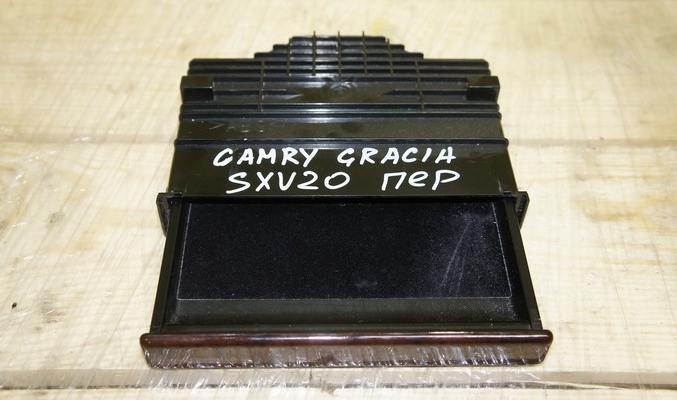 CAMRY GRACIA
SXV20 пер